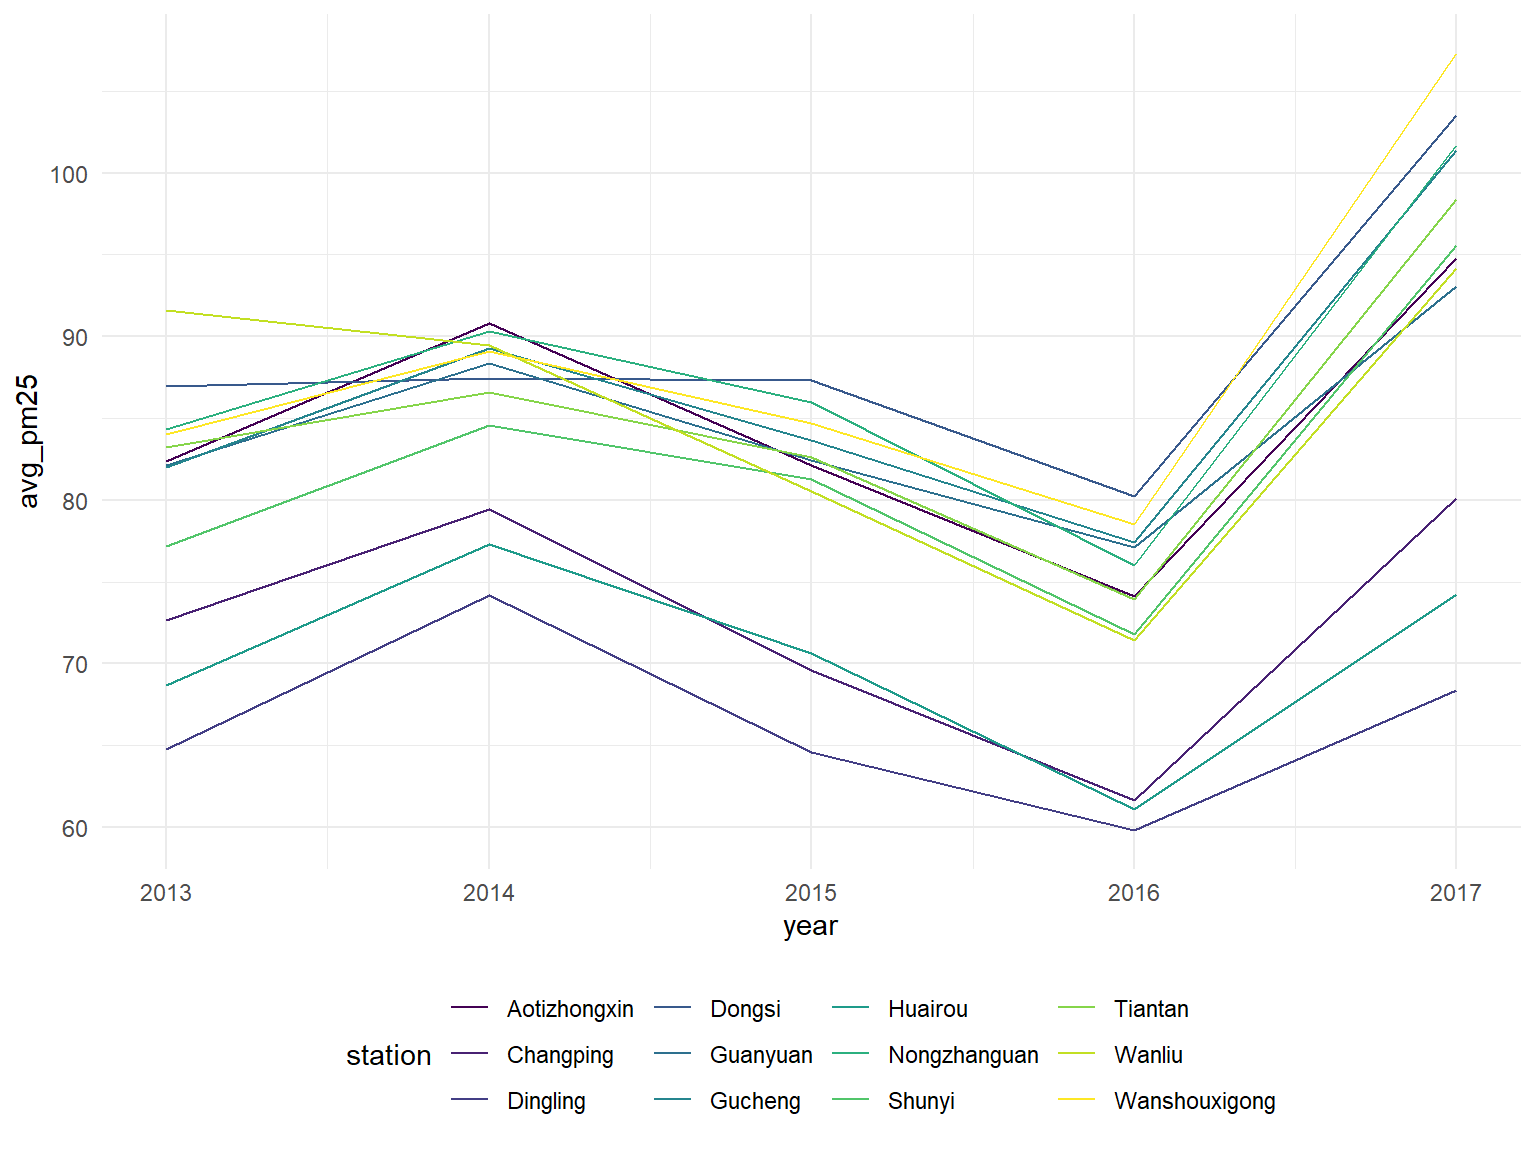 100
90
80
70
60
avg_pm25
2013 2014 2015 2016 2017
year
station
Aotizhongxin Dongsi Huairou Tiantan
Changping Guanyuan Nongzhanguan Wanliu
Dingling Gucheng Shunyi Wanshouxigong